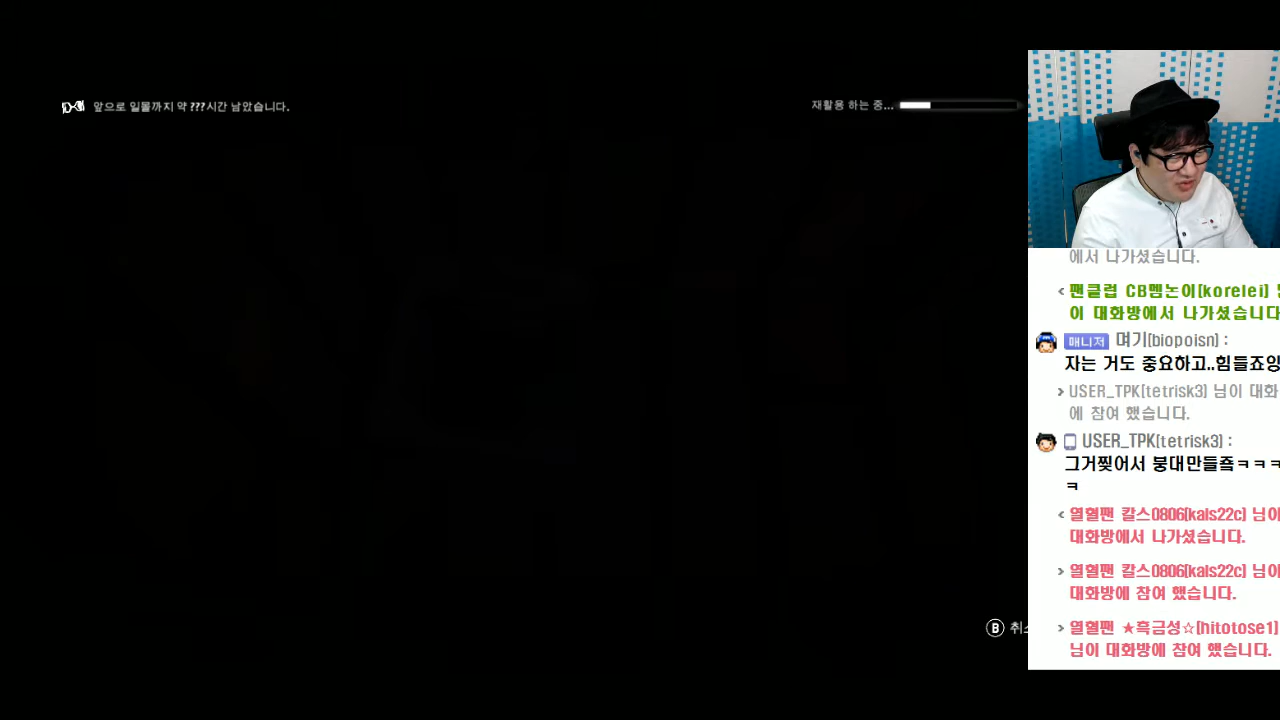 앞으로 일몰까지 약 ???시간 남았습니다.
재활용 하는 중...
B
에서 나가셨습니다.
< 팬클럽 CB멤논이[korelei]
이 대화방에서 나가셨습니다
매니저 며기[biopoisn] :
자는 거도 중요하고..힘들죠잉
> USER_TPK[tetrisk3] 님이 대화
에 참여 했습니다.
USER_TPK[tetrisk3] :
그거찢어서 붕대만들죸ㅋㅋㅋ
ㅋ
< 열혈팬 칼스0806[kals22c] 님이
대화방에서 나가셨습니다.
> 열혈팬 칼스0806[kals22c] 님이
대화방에 참여 했습니다.
> 열혈팬 ★흑금성☆[hitotose1]
님이 대화방에 참여 했습니다.